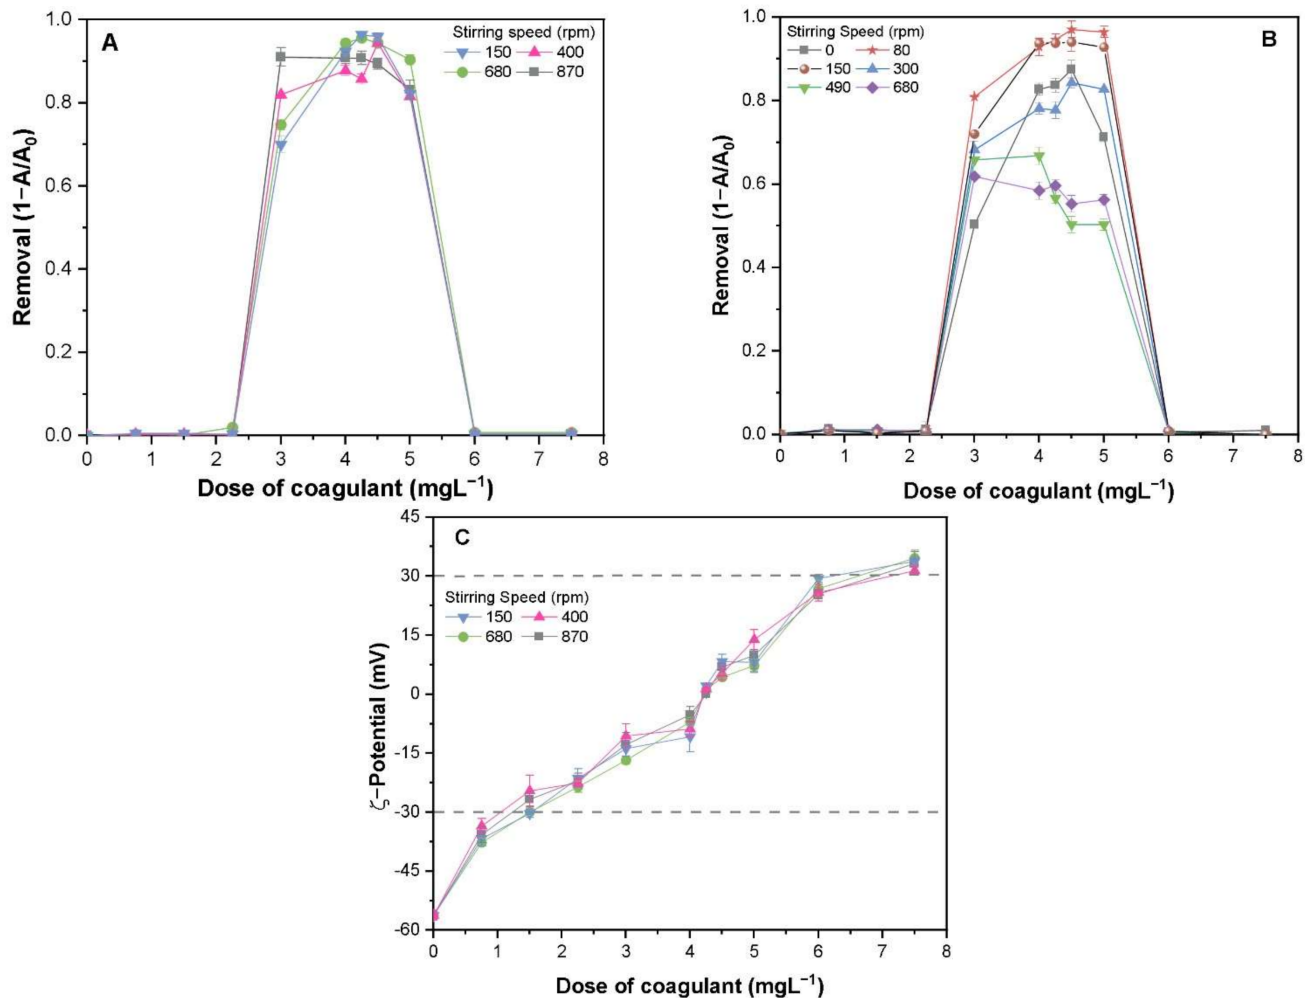 A
Stirring speed (rpm)
150 400
680 870
1.0
0.8
0.6
0.4
0.2
0.0
Removal (1−A/A₀)
0 1 2 3 4 5 6 7 8
Dose of coagulant (mgL⁻¹)
B
Stirring Speed (rpm)
0 80
150 300
490 680
1.0
0.8
0.6
0.4
0.2
0.0
Removal (1−A/A₀)
0 1 2 3 4 5 6 7 8
Dose of coagulant (mgL⁻¹)
C
Stirring Speed (rpm)
150 400
680 870
45
30
15
0
-15
-30
-45
-60
ζ−Potential (mV)
0 1 2 3 4 5 6 7 8
Dose of coagulant (mgL⁻¹)